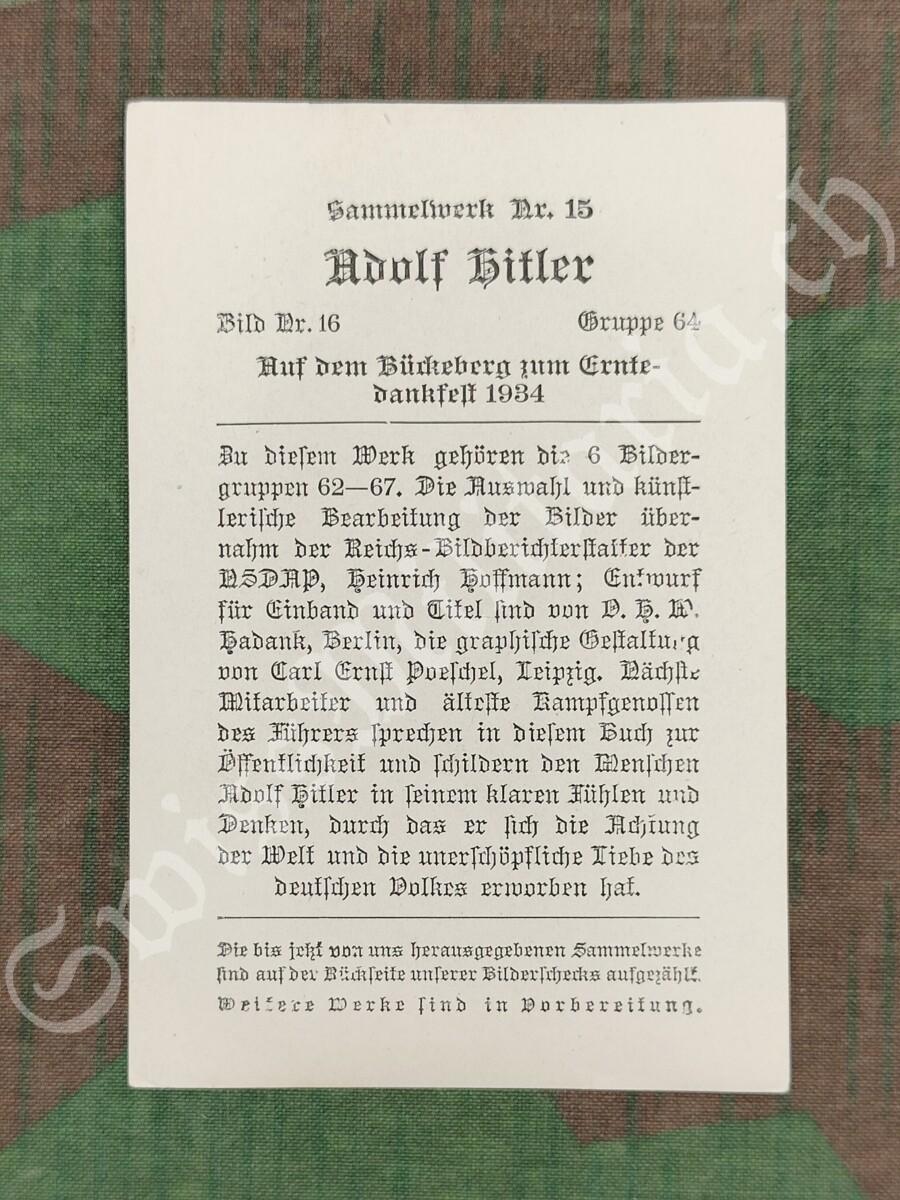 Sammelwerk Nr. 15
Adolf Hitler
Bild Nr. 16 Gruppe 64
Auf dem Bückeberg zum Ernte-
dankfest 1934
Zu diesem Werk gehören die 6 Bilder-
gruppen 62—67. Die Auswahl und künst-
lerische Bearbeitung der Bilder über-
nahm der Reichs-Bildberichterstatter der
NSDAP, Heinrich Hoffmann; Entwurf
für Einband und Titel sind von O. H. W.
Hadank, Berlin, die graphische Gestaltung
von Carl Ernst Poeschel, Leipzig. Nächste
Mitarbeiter und älteste Kampfgenossen
des Führers sprechen in diesem Buch zur
Öffentlichkeit und schildern den Menschen
Adolf Hitler in seinem klaren Fühlen und
Denken, durch das er sich die Achtung
der Welt und die unerschöpfliche Liebe des
deutschen Volkes erworben hat.
Die bis jetzt von uns herausgegebenen Sammelwerke
sind auf der Rückseite unserer Bilderschecks aufgezählt.
Weitere Werke sind in Vorbereitung.